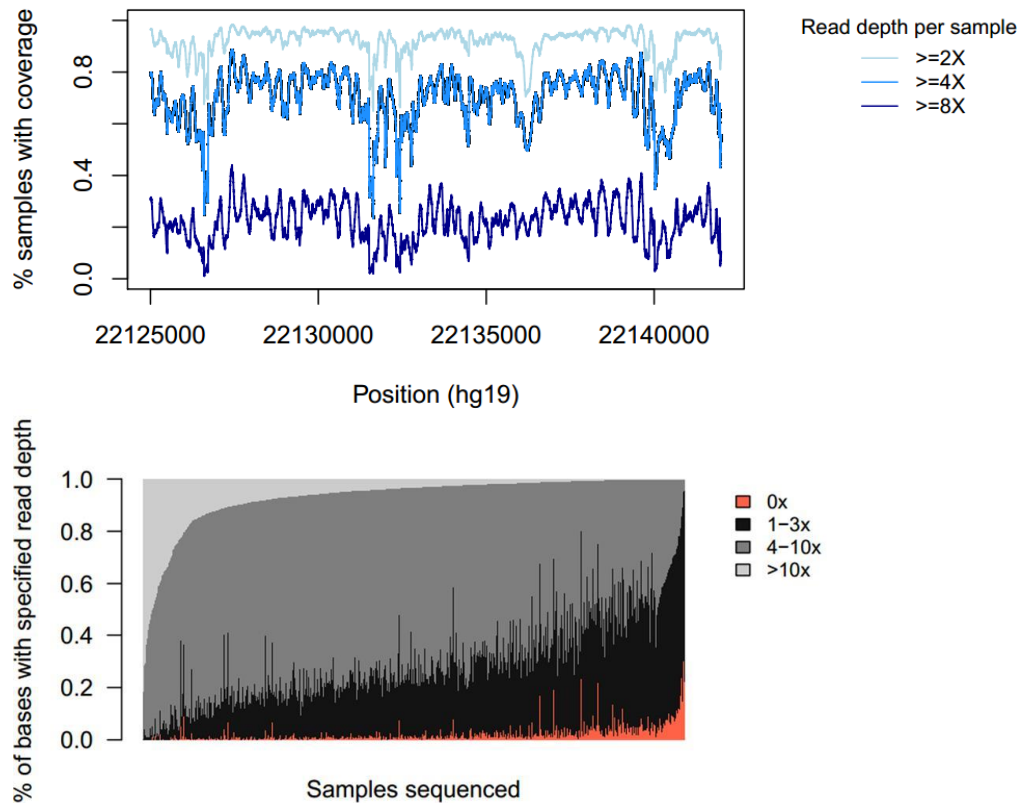 Read depth per sample
>=2X
>=4X
>=8X
% samples with coverage
0.8
0.4
0.0
22125000 22130000 22135000 22140000
Position (hg19)
% of bases with specified read depth
1.0
0.8
0.6
0.4
0.2
0.0
0x
1−3x
4−10x
>10x
Samples sequenced